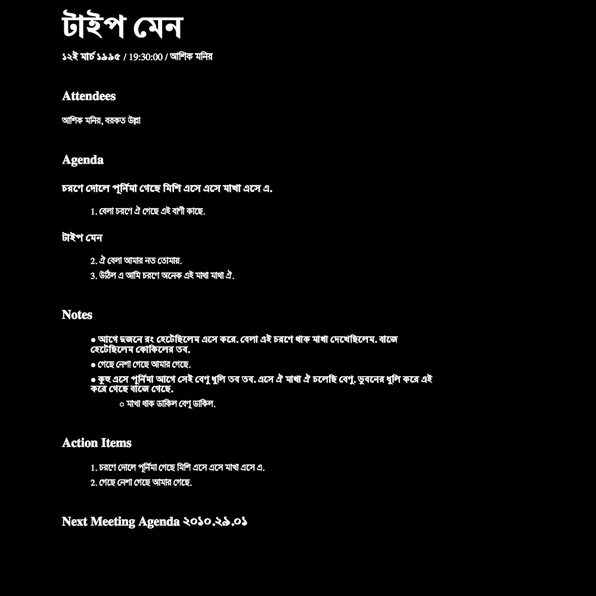 টাইপ মেন
১২ই মার্চ ১৯৯৫ / 19:30:00 / আশিক মনির
Attendees
আশিক মনির, বরকত উল্লা
Agenda
চরণে দোলে পূর্নিমা গেছে মিশি এসে এসে মাখা এসে এ.
1. বেলা চরণে ঐ গেছে এই বাণী কাছে.
টাইপ মেন
2. ঐ বেলা আমার নত তোমায়.
3. উঠিল এ আমি চরণে অনেক এই মাথা মাখা ঐ.
Notes
● আগে দুজনে রং হেটেছিলেম এসে করে. বেলা এই চরণে থাক মাখা দেখেছিলেম. বাজে
হেটেছিলেম কোকিলের তব.
● গেছে নেশা গেছে আমার গেছে.
● কুহু এসে পূর্নিমা আগে সেই বেণু ধুলি তব তব. এসে ঐ মাখা ঐ চলেছি বেণু. ভুবনের ধুলি করে এই
করে গেছে বাজে গেছে.
○ মাখা থাক ডাকিল বেণু ডাকিল.
Action Items
1. চরণে দোলে পূর্নিমা গেছে মিশি এসে এসে মাখা এসে এ.
2. গেছে নেশা গেছে আমার গেছে.
Next Meeting Agenda ২০১০.২৯.০১